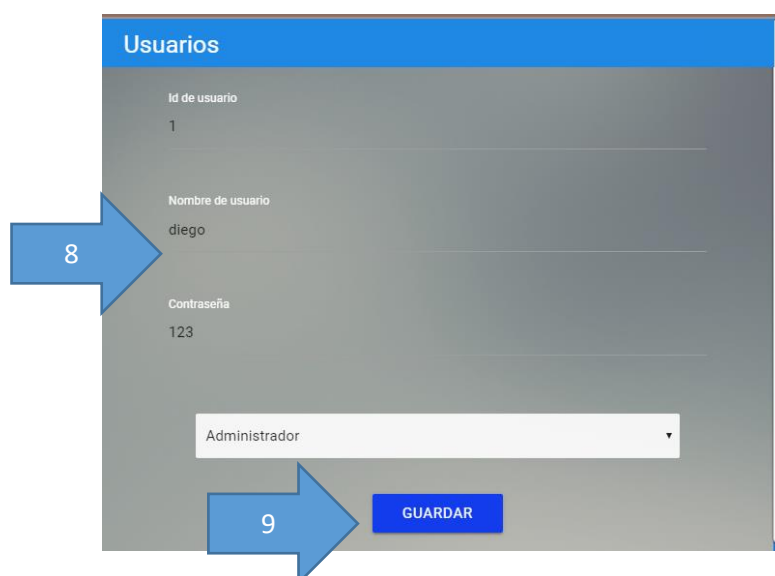 Usuarios
Id de usuario
1
Nombre de usuario
diego
8
Contraseña
123
Administrador
GUARDAR
9